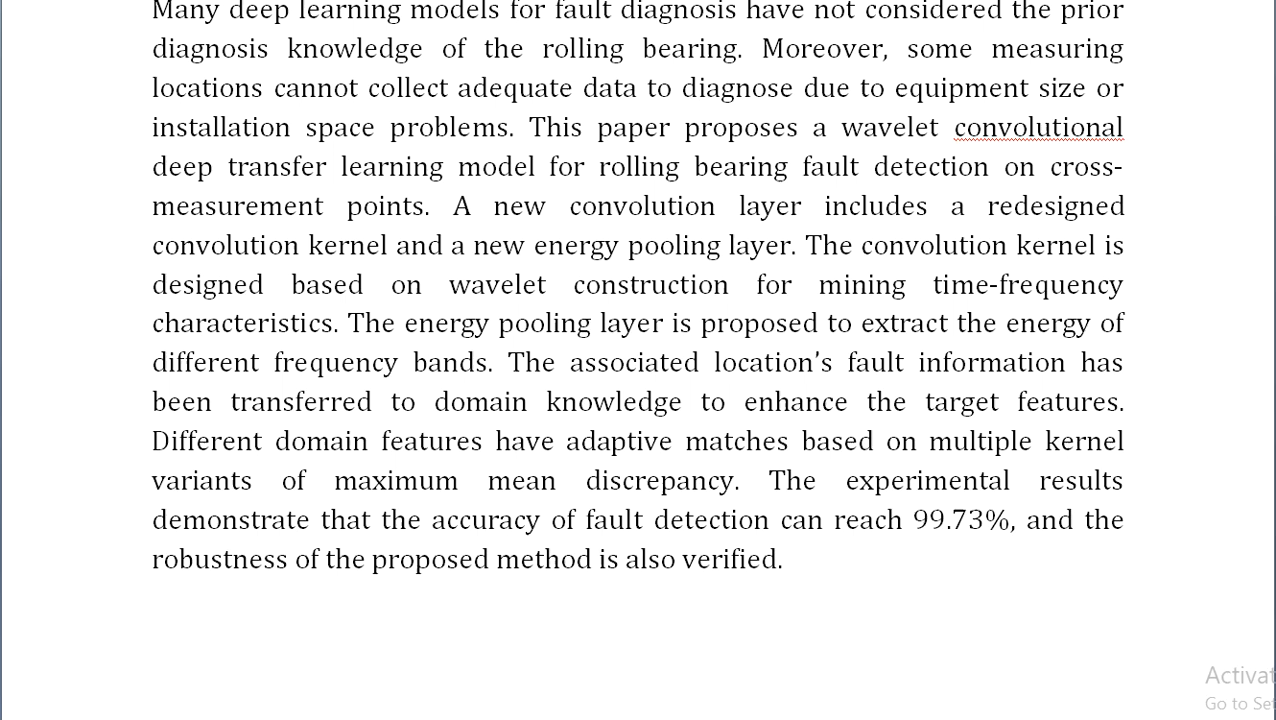 Many deep learning models for fault diagnosis have not considered the prior
diagnosis knowledge of the rolling bearing. Moreover, some measuring
locations cannot collect adequate data to diagnose due to equipment size or
installation space problems. This paper proposes a wavelet convolutional
deep transfer learning model for rolling bearing fault detection on cross-
measurement points. A new convolution layer includes a redesigned
convolution kernel and a new energy pooling layer. The convolution kernel is
designed based on wavelet construction for mining time-frequency
characteristics. The energy pooling layer is proposed to extract the energy of
different frequency bands. The associated location’s fault information has
been transferred to domain knowledge to enhance the target features.
Different domain features have adaptive matches based on multiple kernel
variants of maximum mean discrepancy. The experimental results
demonstrate that the accuracy of fault detection can reach 99.73%, and the
robustness of the proposed method is also verified.
Activat
Go to Set